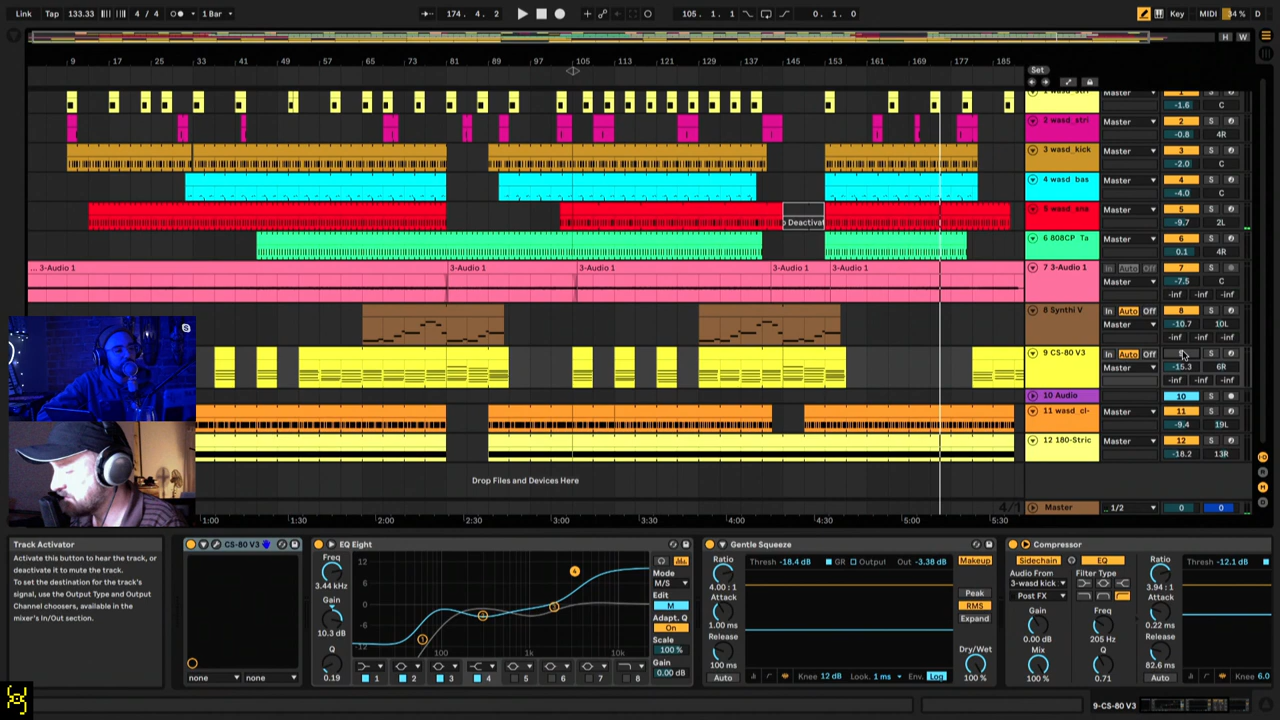 Link Tap 133.33 4 / 4 1 Bar 174. 4. 2 105. 1. 1 0. 1. 0 Key MIDI 34 % D
H W
9 17 25 33 41 49 57 65 73 81 89 97 105 113 121 129 137 145 153 161 169 177 185
Set
Master 1
-1.6 C
2 wasd_stri Master 2 S
-0.8 4R
3 wasd_kick Master 3 S
-2.0 C
4 wasd_bas Master 4 S
-4.0 C
Master 5 S
Deactivat -9.7 2L
6 808CP Ta Master 6 S
0.1 4R
... 3-Audio 1 3-Audio 1 3-Audio 1 3-Audio 1 3-Audio 1 7 3-Audio 1 In Auto Off 7 S
Master -7.5 C
-inf -inf -inf
8 Synthi V In Auto Off 8 S
Master -10.7 10L
-inf -inf -inf
9 CS-80 V3 In Auto Off S
Master -15.3 6R
-inf -inf -inf
10 Audio 10 S
11 wasd_cl- Master 11 S
-9.4 19L
12 180-Stric Master 12 S
-18.2 13R
Drop Files and Devices Here
4/1 Master 1/2 0 0
1:00 1:30 2:00 2:30 3:00 3:30 4:00 4:30 5:00 5:30
Track Activator
Activate this button to hear the track, or
deactivate it to mute the track.
To set the destination for the track's
signal, use the Output Type and Output
Channel choosers, available in the
mixer's In/Out section.
CS-80 V3
none none
EQ Eight
Freq
3.44 kHz
Gain
10.3 dB
Q
0.19
12
6
0
-6
-12
100 1k 10k
1 2 3 4
1 2 3 4 5 6 7 8
Mode
M/S
Edit
M
Adapt. Q
On
Scale
100 %
Gain
0.00 dB
Gentle Squeeze
Ratio
4.00 : 1
Attack
1.00 ms
Release
100 ms
Auto
Thresh -18.4 dB GR Output Out -3.38 dB
Knee 12 dB Look. 1 ms Env. Log
Makeup
Peak
RMS
Expand
Dry/Wet
100 %
Compressor
Sidechain EQ
Audio From Filter Type
3-wasd kick
Post FX
Gain Freq
0.00 dB 205 Hz
Mix Q
100 % 0.71
Ratio
3.94 : 1
Attack
0.22 ms
Release
82.6 ms
Auto
Thresh -12.1 dB
Knee 6.0
9-CS-80 V3